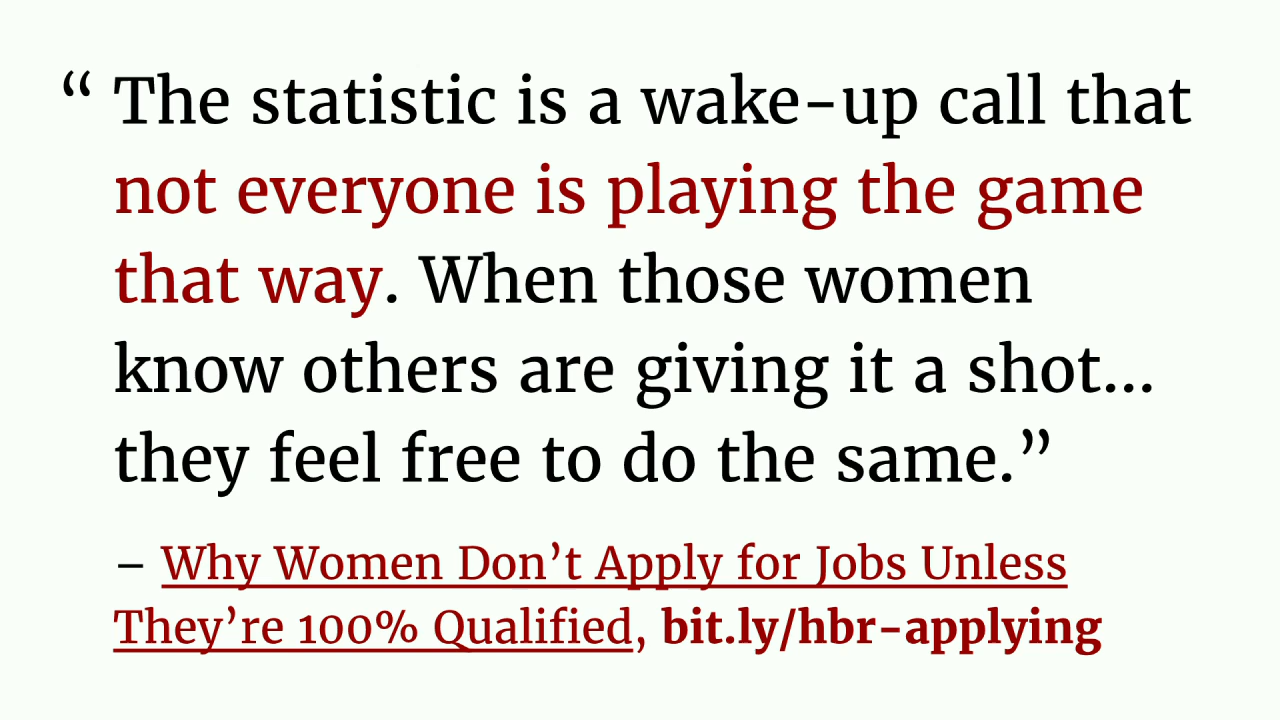 “ The statistic is a wake-up call that
not everyone is playing the game
that way. When those women
know others are giving it a shot...
they feel free to do the same.”
– Why Women Don’t Apply for Jobs Unless
They’re 100% Qualified, bit.ly/hbr-applying